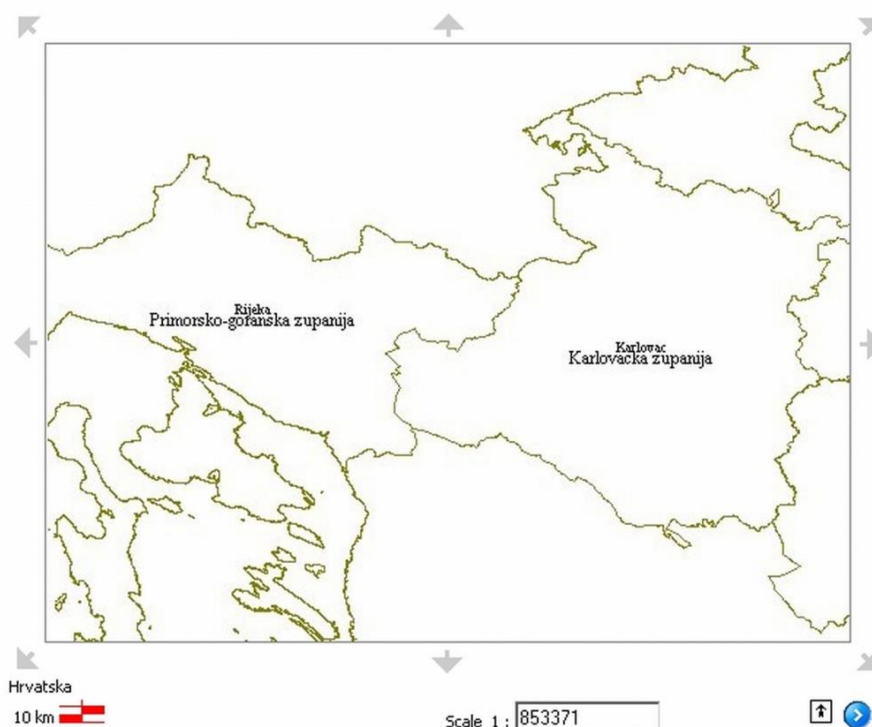 Rijeka
Primorsko-goranska zupanija
Karlovac
Karlovacka zupanija
Hrvatska
10 km
Scale 1 : 853371